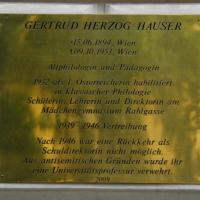 GERTRUD HERZOG HAUSER
*15.06.1894, Wien
†09.10.1953, Wien
Altphilologin und Pädagogin
1932 als 1. Österreicherin habilitiert
in klassischer Philologie
Schülerin, Lehrerin und Direktorin am
Mädchengymnasium Rahlgasse
1939 - 1946 Vertreibung
Nach 1946 war eine Rückkehr als
Schuldirektorin nicht möglich.
Aus antisemitischen Gründen wurde ihr
eine Universitätsprofessur verwehrt.
2009